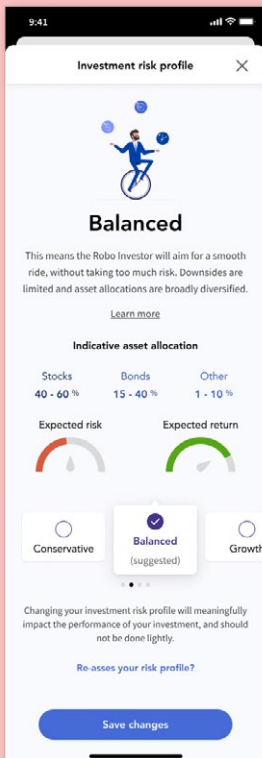 9:41
Investment risk profile
Balanced
This means the Robo Investor will aim for a smooth
ride, without taking too much risk. Downsides are
limited and asset allocations are broadly diversified.
Learn more
Indicative asset allocation
Stocks Bonds Other
40 - 60 % 15 - 40 % 1 - 10 %
Expected risk Expected return
Conservative Balanced Growth
(suggested)
Changing your investment risk profile will meaningfully
impact the performance of your investment, and should
not be done lightly.
Re-asses your risk profile?
Save changes